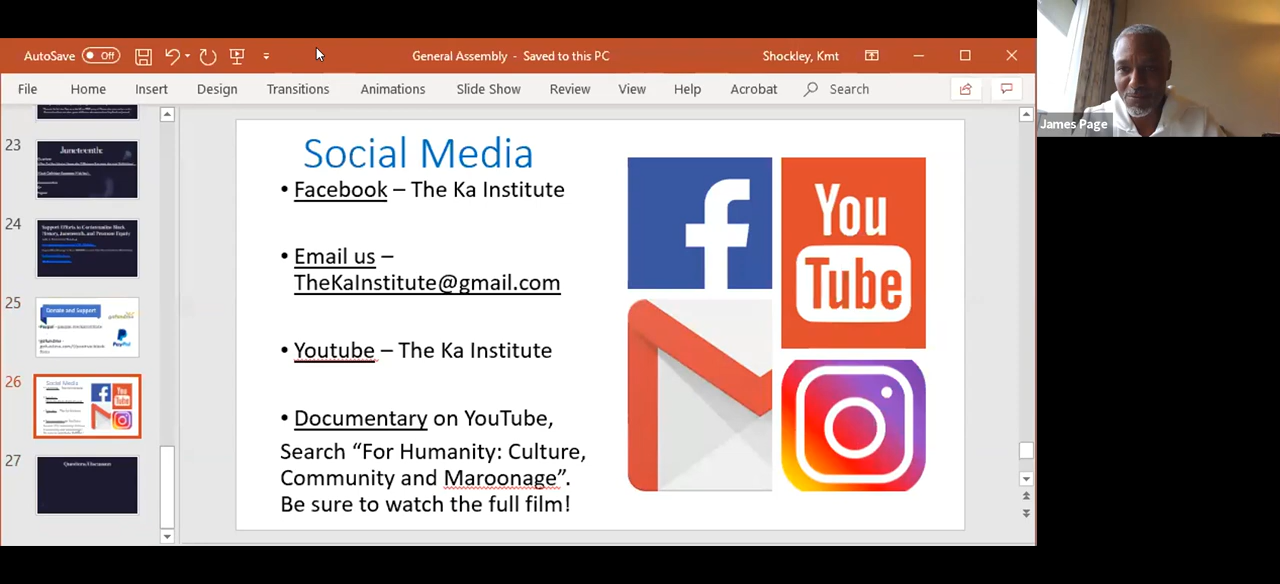 AutoSave Off General Assembly - Saved to this PC Shockley, Kmt
File Home Insert Design Transitions Animations Slide Show Review View Help Acrobat Search
James Page
23
Juneteenth:
24
25
Donate and Support
PayPal
26
Social Media
You
Tube
27
Questions/Discussion
Social Media
• Facebook – The Ka Institute
• Email us –
TheKaInstitute@gmail.com
• Youtube – The Ka Institute
• Documentary on YouTube,
Search “For Humanity: Culture,
Community and Maroonage”.
Be sure to watch the full film!
f
You
Tube